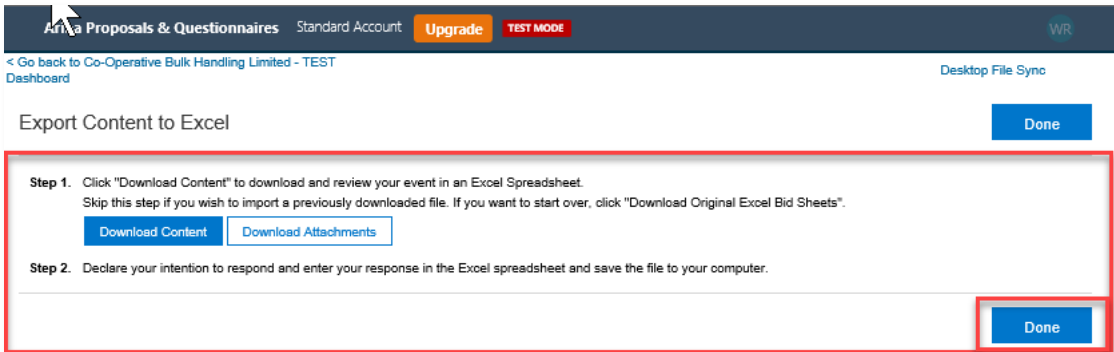 Ariba Proposals & Questionnaires Standard Account Upgrade TEST MODE WR
< Go back to Co-Operative Bulk Handling Limited - TEST
Dashboard
Desktop File Sync
Export Content to Excel
Done
Step 1. Click "Download Content" to download and review your event in an Excel Spreadsheet.
Skip this step if you wish to import a previously downloaded file. If you want to start over, click "Download Original Excel Bid Sheets".
Download Content Download Attachments
Step 2. Declare your intention to respond and enter your response in the Excel spreadsheet and save the file to your computer.
Done